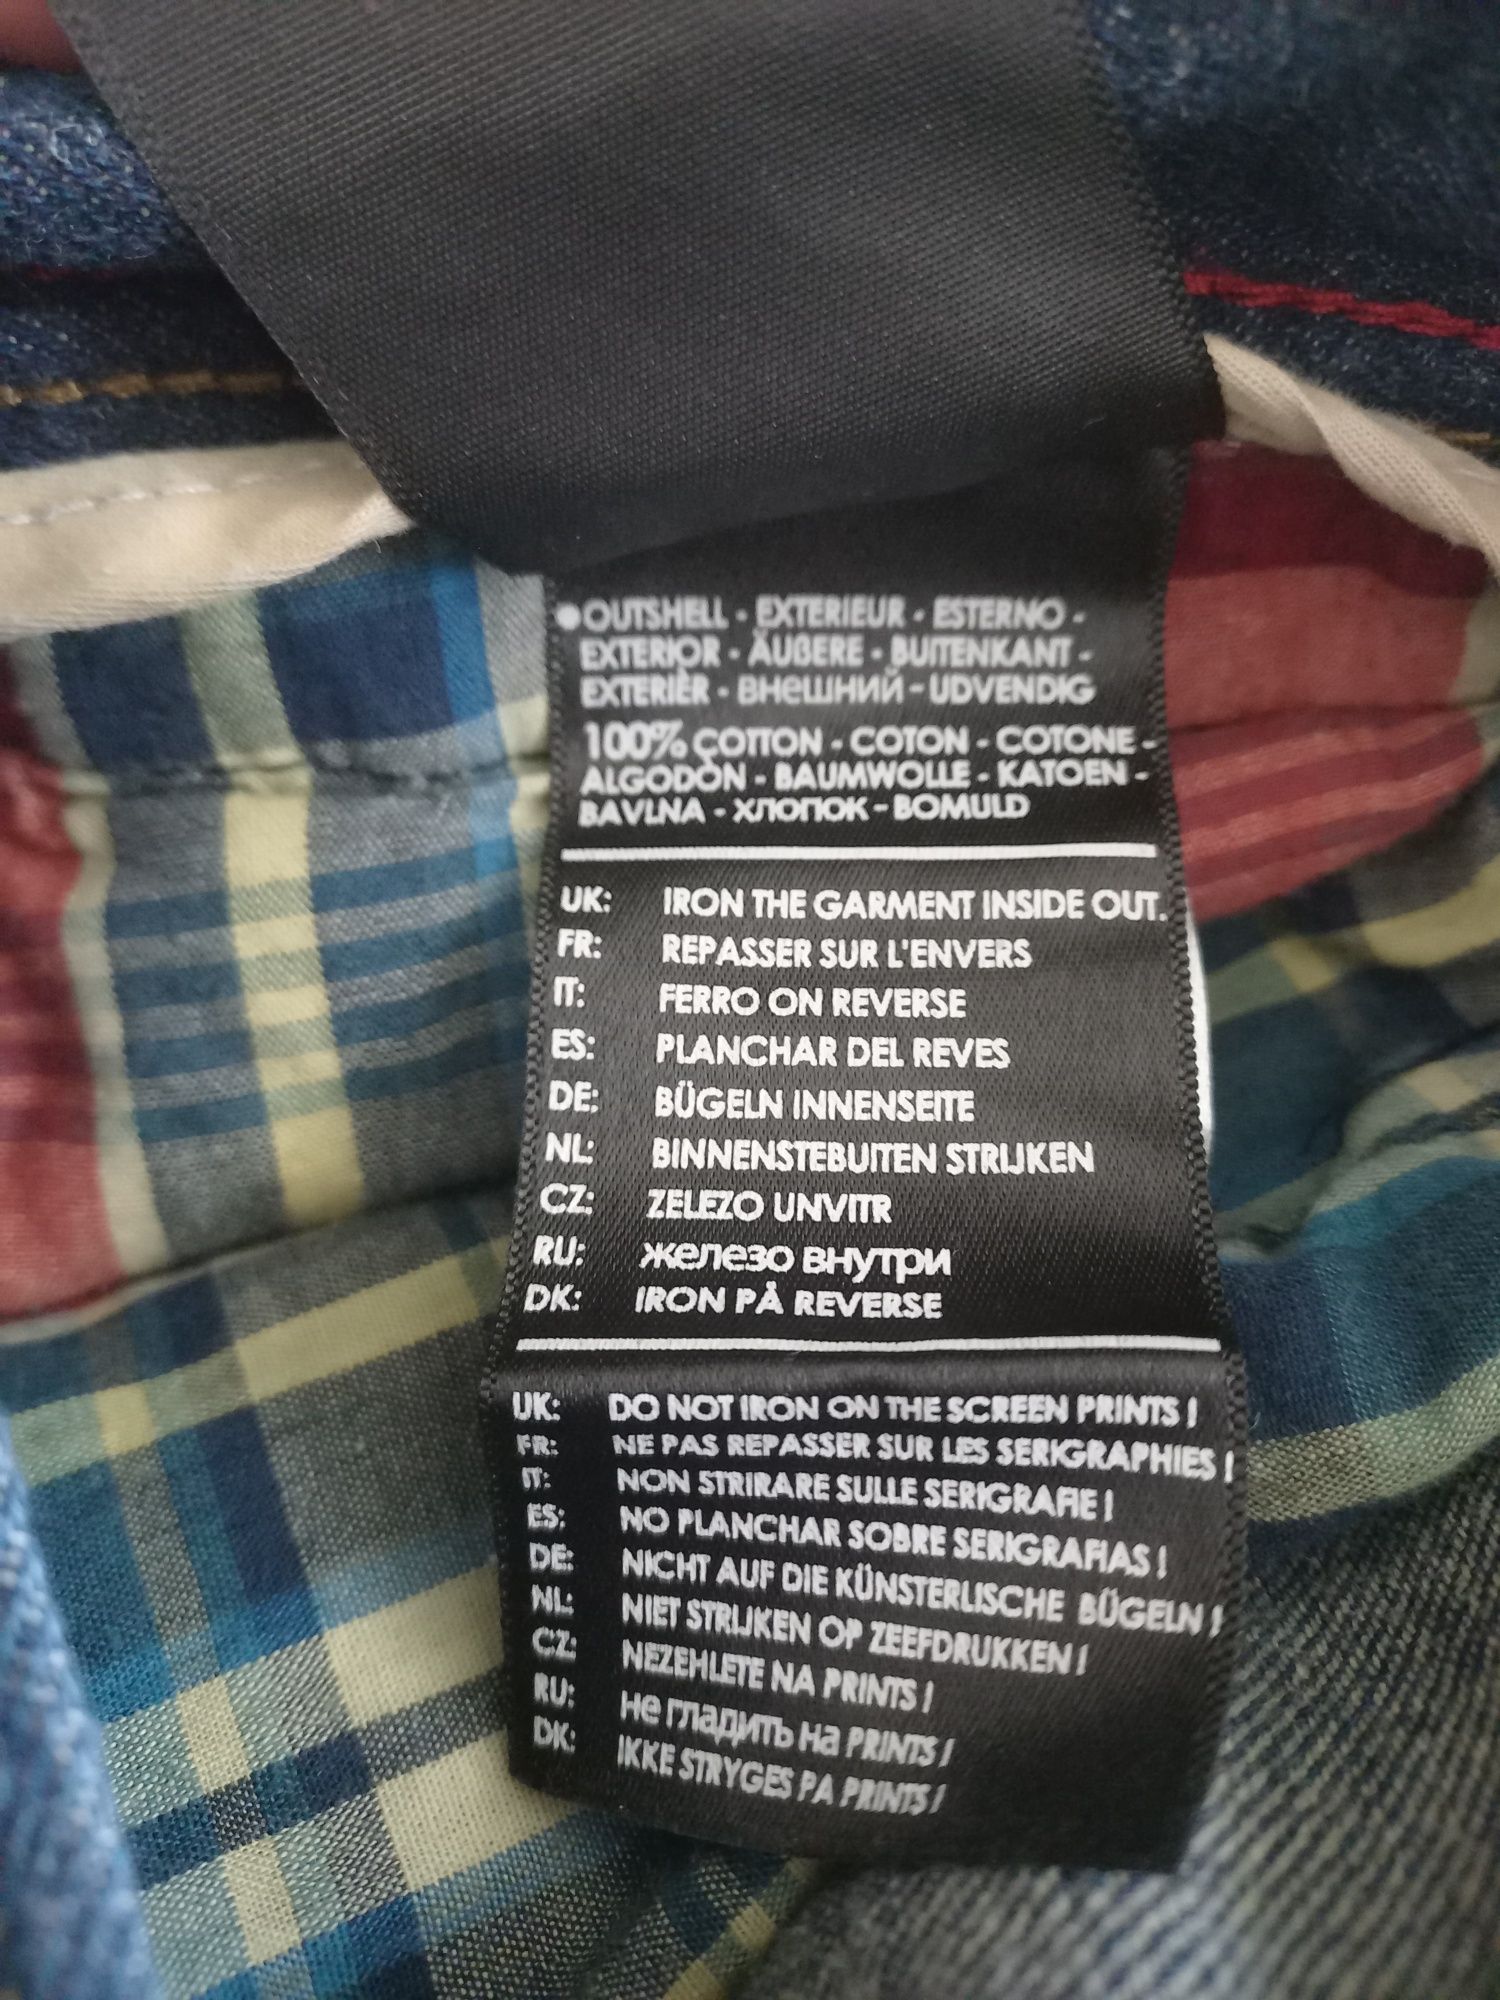 OUTSHELL - EXTERIEUR - ESTERNO -
EXTERIOR - ÄUßERE - BUITENKANT -
EXTERIÈR - внешний - UDVENDIG
100% COTTON - COTON - COTONE -
ALGODÓN - BAUMWOLLE - KATOEN -
BAVLNA - хлопок - BOMULD
UK: IRON THE GARMENT INSIDE OUT.
FR: REPASSER SUR L'ENVERS
IT: FERRO ON REVERSE
ES: PLANCHAR DEL REVES
DE: BÜGELN INNENSEITE
NL: BINNENSTEBUITEN STRIJKEN
CZ: ZELEZO UNVITR
RU: железо внутри
DK: IRON PÅ REVERSE
UK: DO NOT IRON ON THE SCREEN PRINTS !
FR: NE PAS REPASSER SUR LES SERIGRAPHIES !
IT: NON STRIRARE SULLE SERIGRAFIE !
ES: NO PLANCHAR SOBRE SERIGRAFIAS !
DE: NICHT AUF DIE KÜNSTERLISCHE BÜGELN !
NL: NIET STRIJKEN OP ZEEFDRUKKEN !
CZ: NEZEHLETE NA PRINTS !
RU: не гладить на PRINTS !
DK: IKKE STRYGES PA PRINTS !